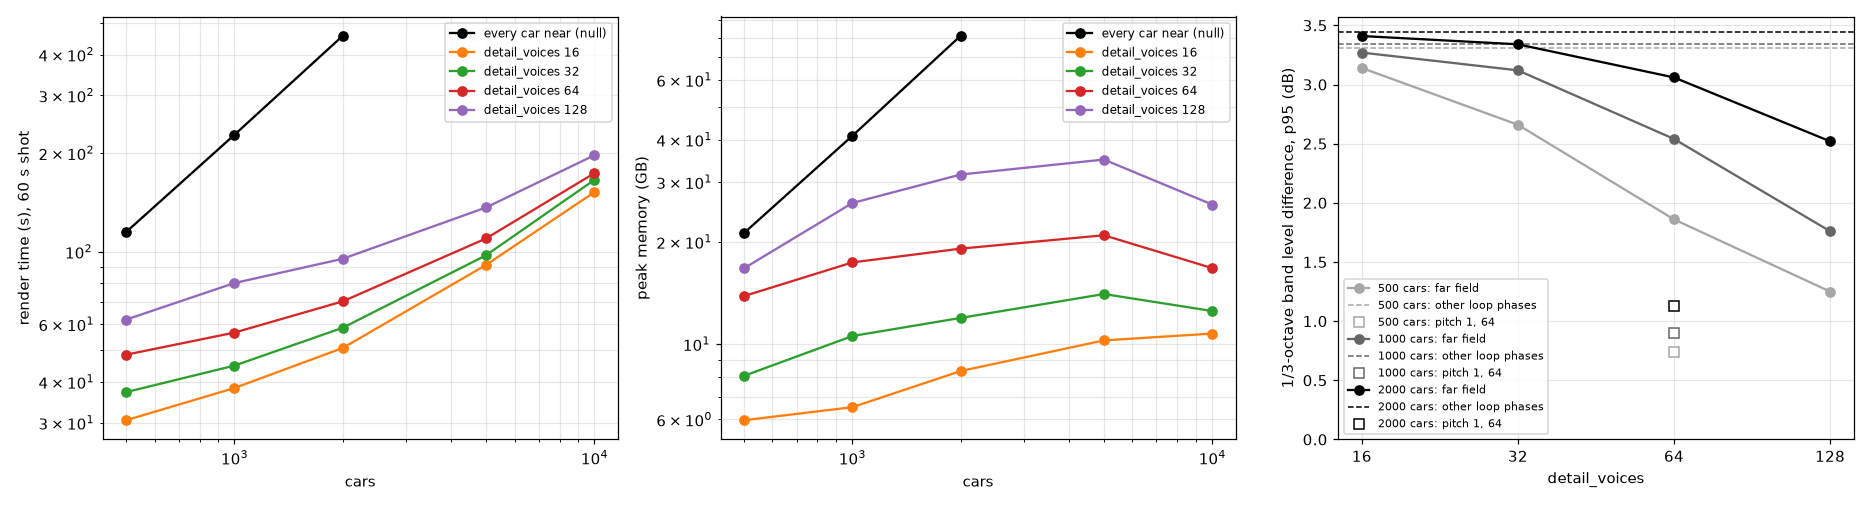 render time (s), 60 s shot
4 × 10²
3 × 10²
2 × 10²
10²
6 × 10¹
4 × 10¹
3 × 10¹
10³
10⁴
cars
every car near (null)
detail_voices 16
detail_voices 32
detail_voices 64
detail_voices 128
peak memory (GB)
6 × 10¹
4 × 10¹
3 × 10¹
2 × 10¹
10¹
6 × 10⁰
10³
10⁴
cars
every car near (null)
detail_voices 16
detail_voices 32
detail_voices 64
detail_voices 128
1/3-octave band level difference, p95 (dB)
3.5
3.0
2.5
2.0
1.5
1.0
0.5
0.0
16
32
64
128
detail_voices
500 cars: far field
500 cars: other loop phases
500 cars: pitch 1, 64
1000 cars: far field
1000 cars: other loop phases
1000 cars: pitch 1, 64
2000 cars: far field
2000 cars: other loop phases
2000 cars: pitch 1, 64